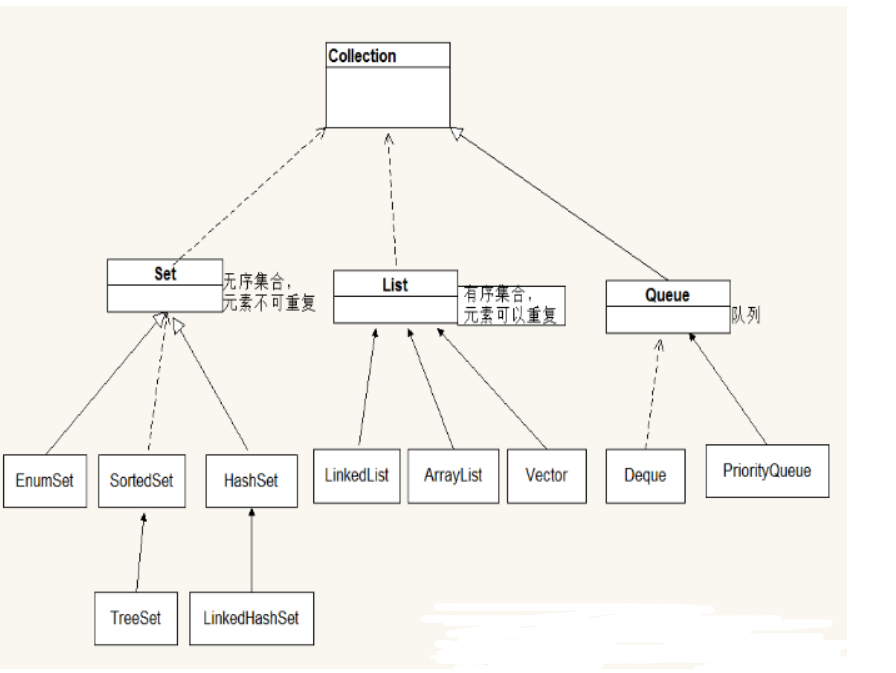 Collection
Set
无序集合，
元素不可重复
List
有序集合，
元素可以重复
Queue
队列
EnumSet
SortedSet
HashSet
LinkedList
ArrayList
Vector
Deque
PriorityQueue
TreeSet
LinkedHashSet